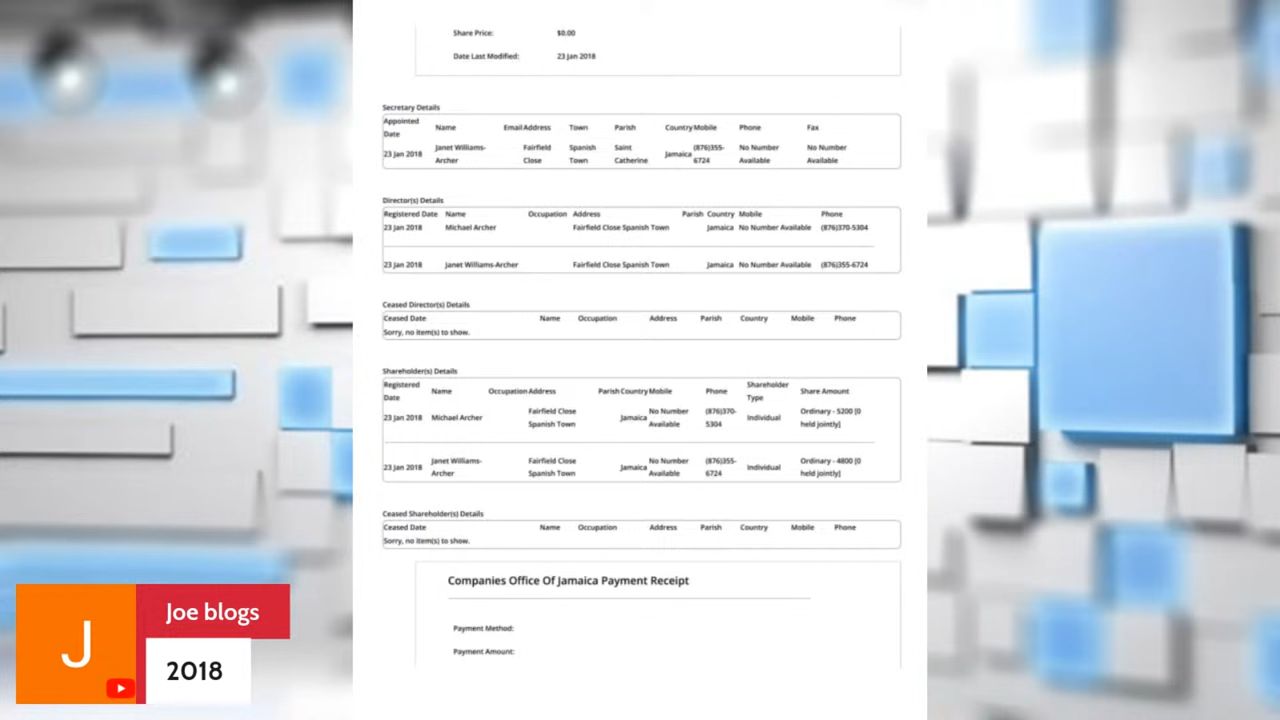 Share Price: $0.00
Date Last Modified: 23 Jan 2018
Secretary Details
Appointed Date Name Email Address Town Parish Country Mobile Phone Fax
23 Jan 2018 Janet Williams-Archer Fairfield Close Spanish Town Saint Catherine Jamaica (876)355-6724 No Number Available No Number Available
Director(s) Details
Registered Date Name Occupation Address Parish Country Mobile Phone
23 Jan 2018 Michael Archer Fairfield Close Spanish Town Jamaica No Number Available (876)370-5304
23 Jan 2018 Janet Williams-Archer Fairfield Close Spanish Town Jamaica No Number Available (876)355-6724
Ceased Director(s) Details
Ceased Date Name Occupation Address Parish Country Mobile Phone
Sorry, no item(s) to show.
Shareholder(s) Details
Registered Date Name Occupation Address Parish Country Mobile Phone Shareholder Type Share Amount
23 Jan 2018 Michael Archer Fairfield Close Spanish Town Jamaica No Number Available (876)370-5304 Individual Ordinary - 5200 [0 held jointly]
23 Jan 2018 Janet Williams-Archer Fairfield Close Spanish Town Jamaica No Number Available (876)355-6724 Individual Ordinary - 4800 [0 held jointly]
Ceased Shareholder(s) Details
Ceased Date Name Occupation Address Parish Country Mobile Phone
Sorry, no item(s) to show.
Companies Office Of Jamaica Payment Receipt
Payment Method:
Payment Amount:
J
Joe blogs
2018